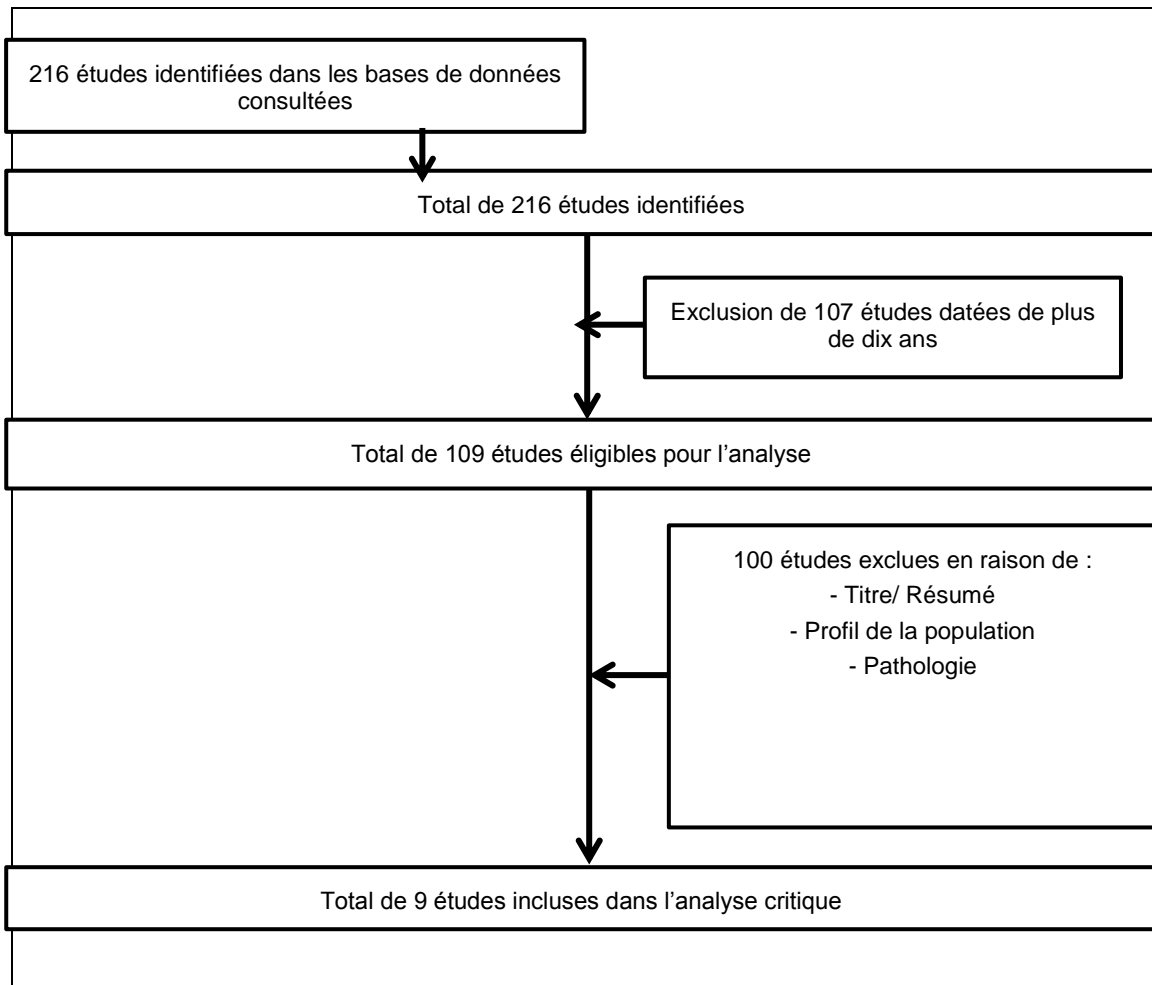 216 études identifiées dans les bases de données
consultées
Total de 216 études identifiées
Exclusion de 107 études datées de plus
de dix ans
Total de 109 études éligibles pour l’analyse
100 études exclues en raison de :
- Titre/ Résumé
- Profil de la population
- Pathologie
Total de 9 études incluses dans l’analyse critique